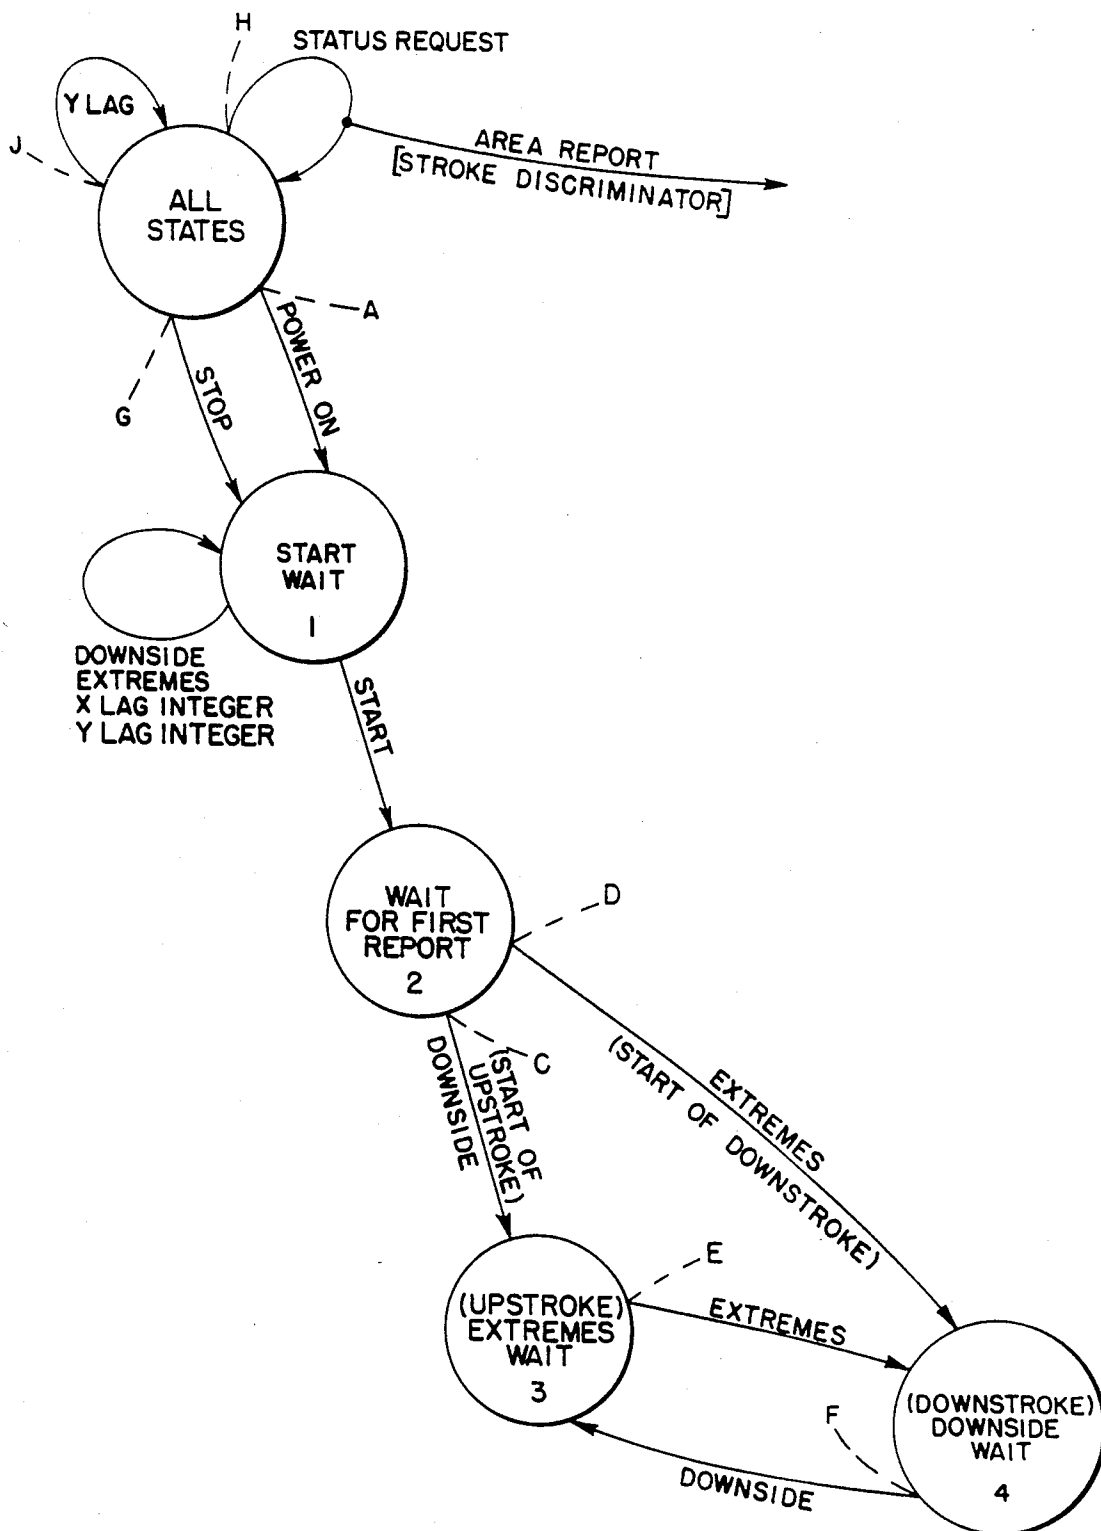 H
STATUS REQUEST
Y LAG
J
AREA REPORT
[STROKE DISCRIMINATOR]
ALL
STATES
A
POWER ON
STOP
G
START
WAIT
1
DOWNSIDE
EXTREMES
X LAG INTEGER
Y LAG INTEGER
START
WAIT
FOR FIRST
REPORT
2
D
C
DOWNSIDE
(START OF
UPSTROKE)
EXTREMES
(START OF DOWNSTROKE)
E
(UPSTROKE)
EXTREMES
WAIT
3
EXTREMES
F
(DOWNSTROKE)
DOWNSIDE
WAIT
4
DOWNSIDE